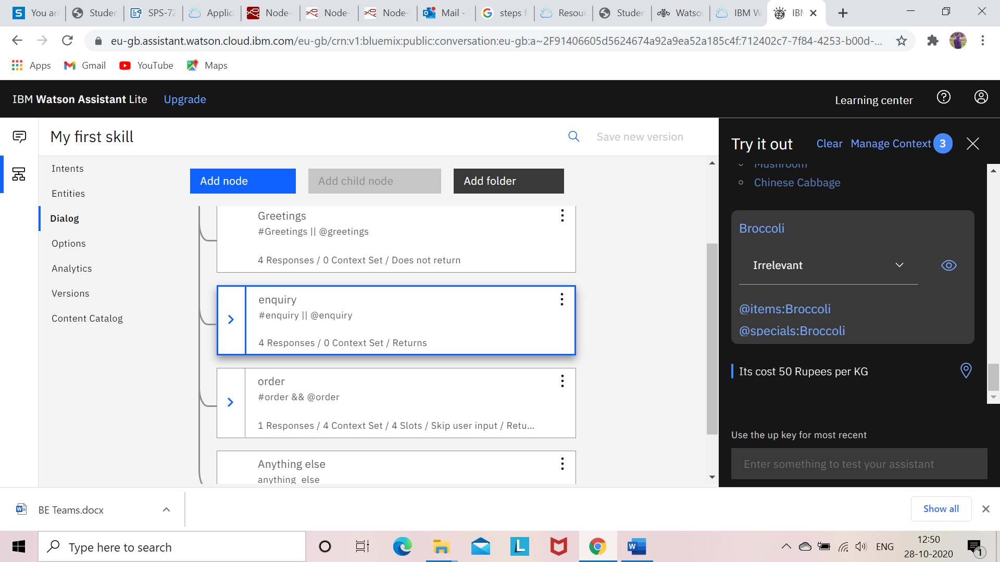 You ar
Studen
SPS-72
Applic
Node-
Node-
Node-
Mail -
steps f
Resour
Studen
Watso
IBM W
IBM
eu-gb.assistant.watson.cloud.ibm.com/eu-gb/crn:v1:bluemix:public:conversation:eu-gb:a~2F91406605d5624674a92a9ea52a185c4f:712402c7-7f84-4253-b00d-...
Apps
Gmail
YouTube
Maps
IBM Watson Assistant Lite
Upgrade
Learning center
My first skill
Save new version
Intents
Entities
Dialog
Options
Analytics
Versions
Content Catalog
Add node
Add child node
Add folder
Greetings
#Greetings || @greetings
4 Responses / 0 Context Set / Does not return
enquiry
#enquiry || @enquiry
4 Responses / 0 Context Set / Returns
order
#order && @order
1 Responses / 4 Context Set / 4 Slots / Skip user input / Retu...
Anything else
anything_else
Try it out
Clear
Manage Context 3
Mushroom
Chinese Cabbage
Broccoli
Irrelevant
@items:Broccoli
@specials:Broccoli
Its cost 50 Rupees per KG
Use the up key for most recent
Enter something to test your assistant
BE Teams.docx
Show all
Type here to search
ENG
12:50
28-10-2020
1